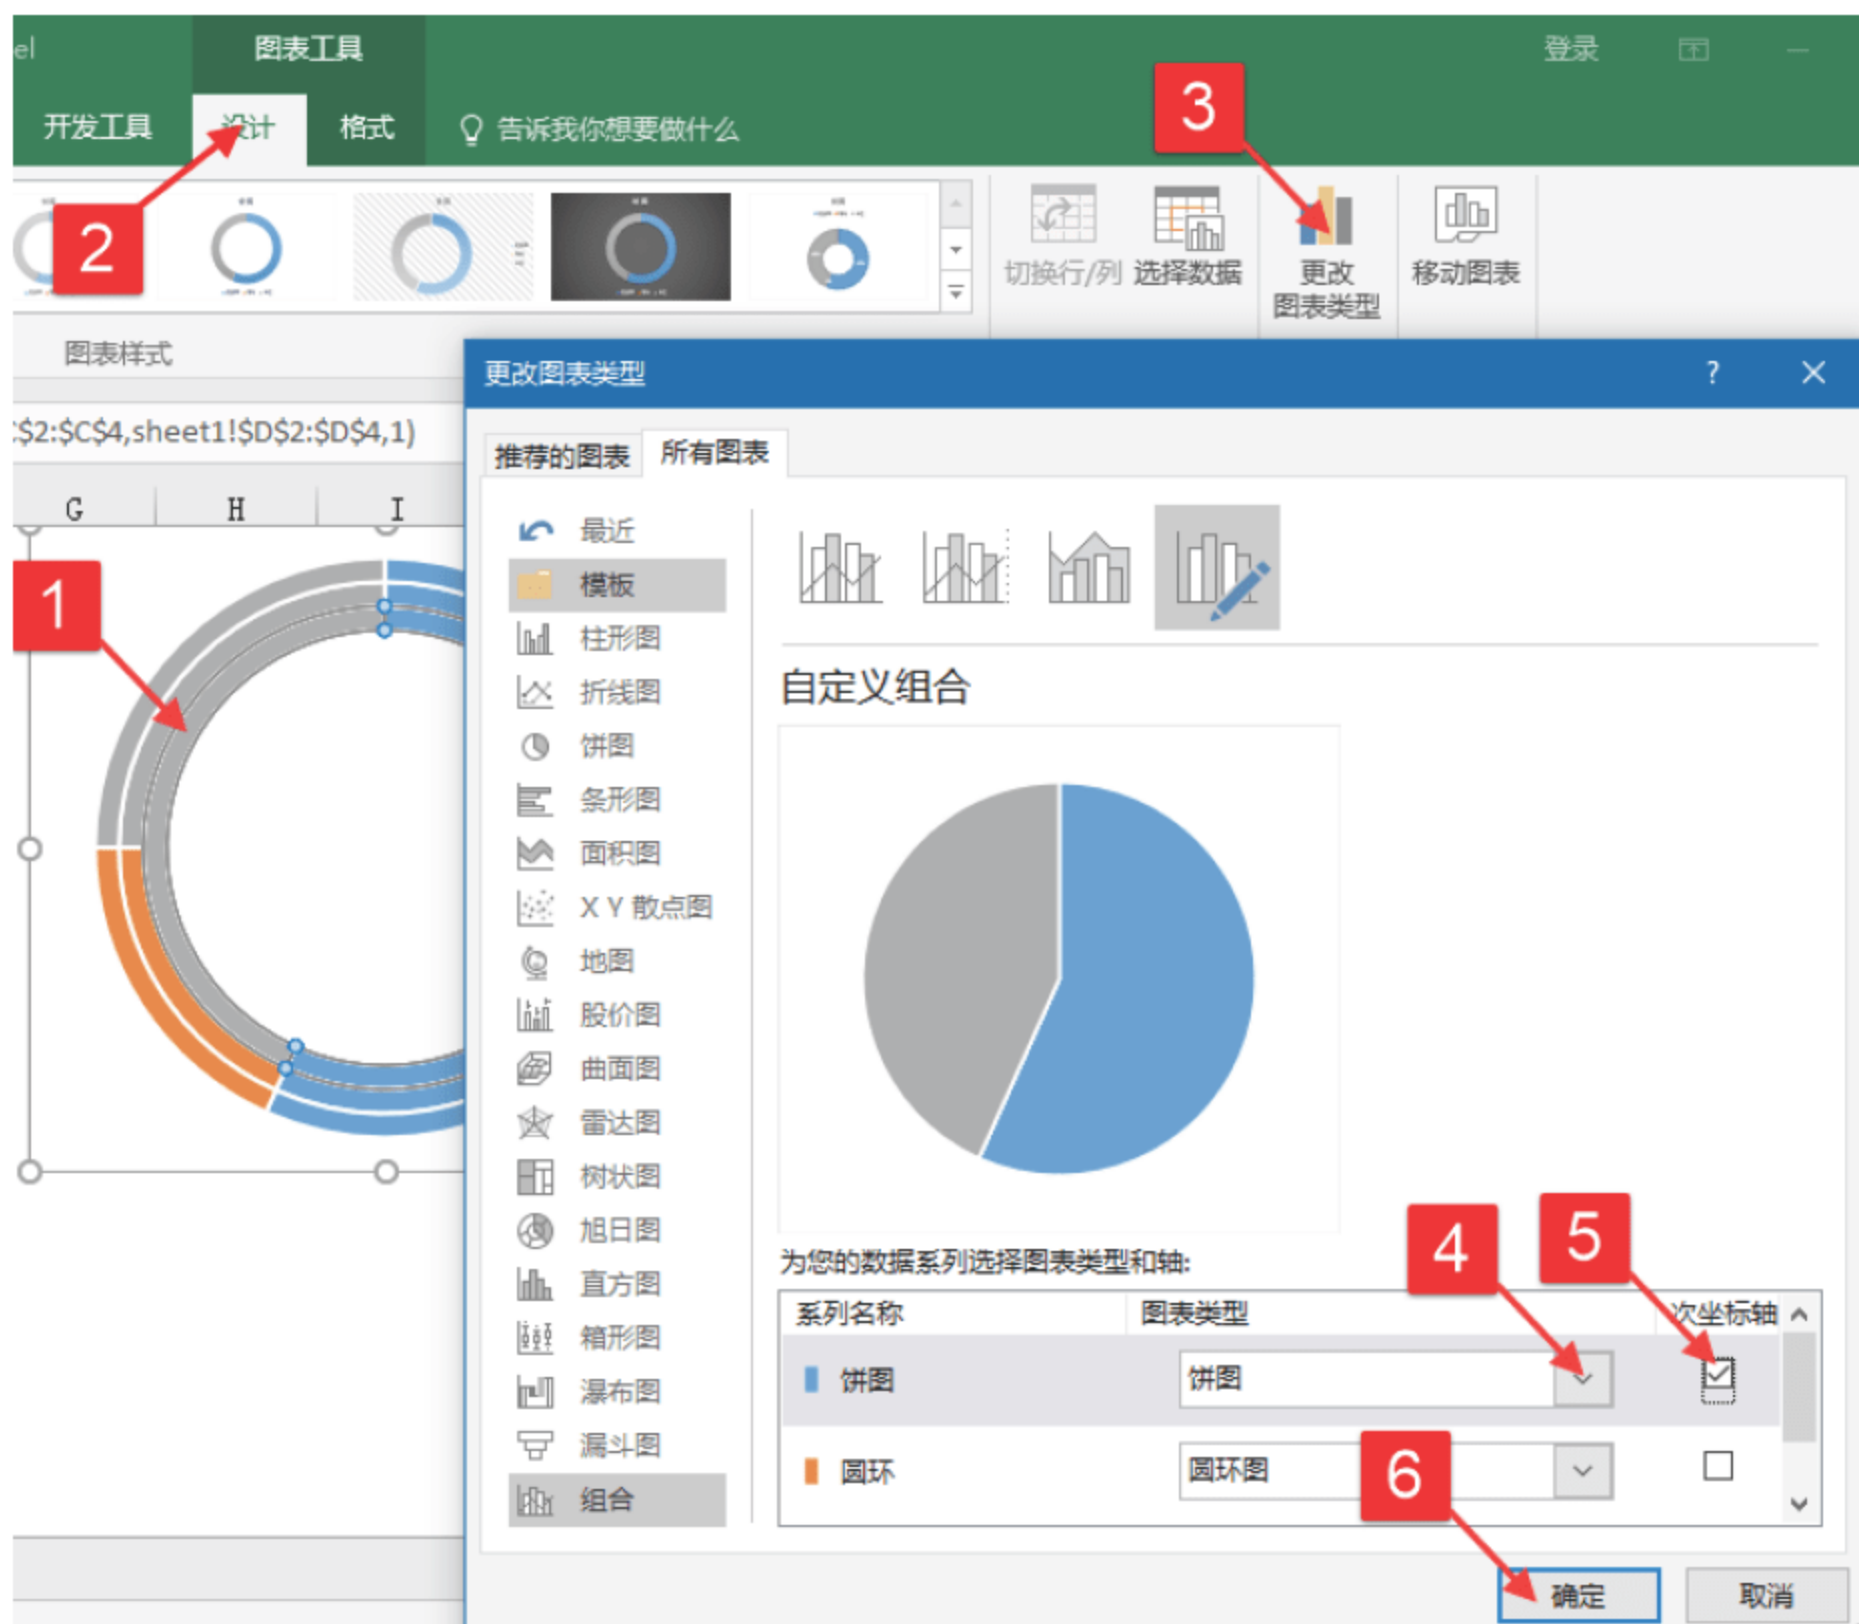 el
图表工具
登录
开发工具
设计
格式
告诉我你想要做什么
3
2
切换行/列
选择数据
更改
图表类型
移动图表
图表样式
更改图表类型
?
$2:$C$4,sheet1!$D$2:$D$4,1)
推荐的图表
所有图表
G
H
I
1
最近
模板
柱形图
折线图
饼图
条形图
面积图
X Y 散点图
地图
股价图
曲面图
雷达图
树状图
旭日图
直方图
箱形图
瀑布图
漏斗图
组合
自定义组合
4
5
为您的数据系列选择图表类型和轴:
系列名称
图表类型
次坐标轴
饼图
饼图
圆环
圆环图
6
确定
取消